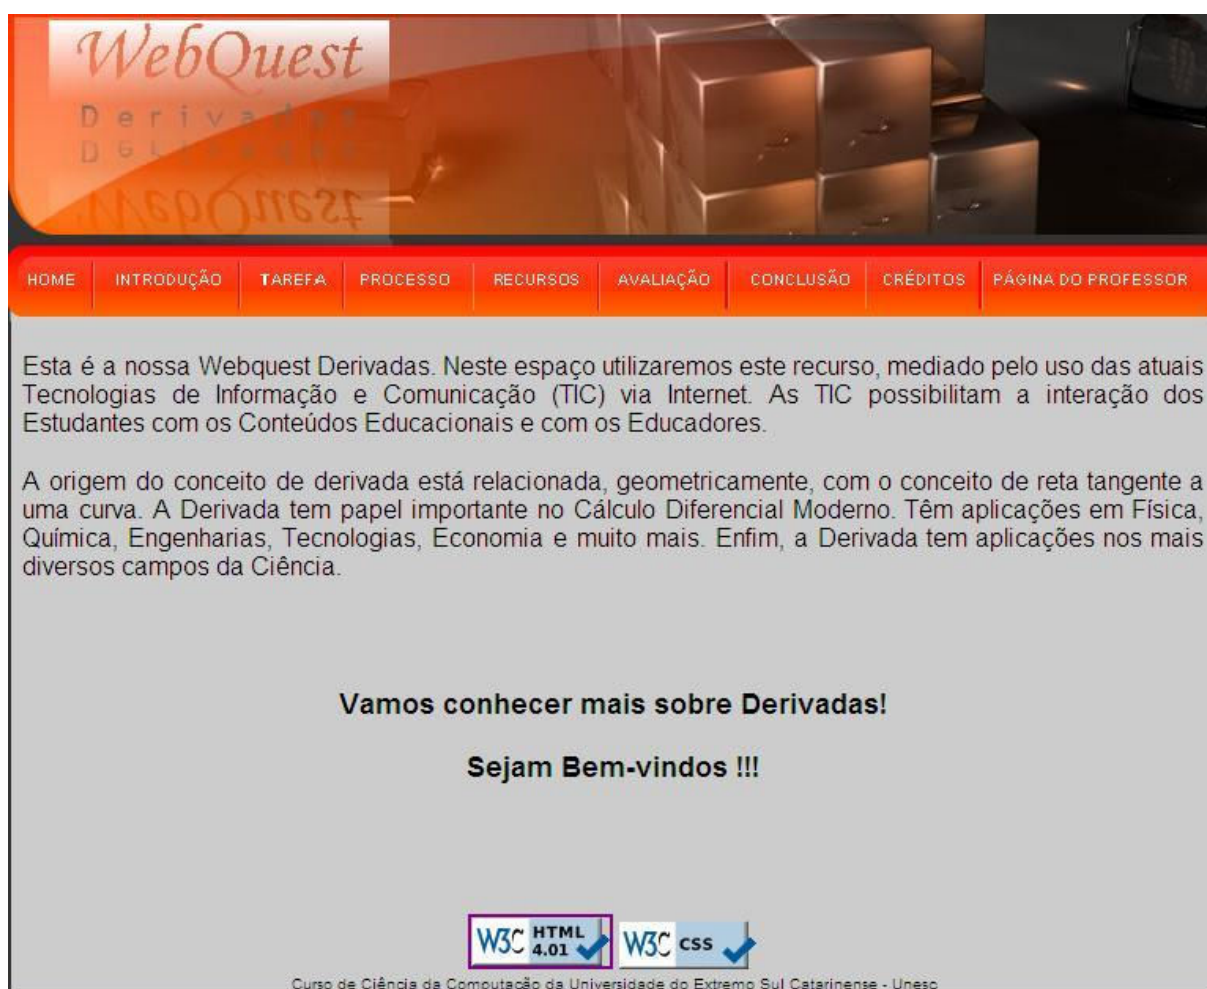 WebQuest
Derivadas
HOME INTRODUÇÃO TAREFA PROCESSO RECURSOS AVALIAÇÃO CONCLUSÃO CRÉDITOS PÁGINA DO PROFESSOR
Esta é a nossa Webquest Derivadas. Neste espaço utilizaremos este recurso, mediado pelo uso das atuais
Tecnologias de Informação e Comunicação (TIC) via Internet. As TIC possibilitam a interação dos
Estudantes com os Conteúdos Educacionais e com os Educadores.
A origem do conceito de derivada está relacionada, geometricamente, com o conceito de reta tangente a
uma curva. A Derivada tem papel importante no Cálculo Diferencial Moderno. Têm aplicações em Física,
Química, Engenharias, Tecnologias, Economia e muito mais. Enfim, a Derivada tem aplicações nos mais
diversos campos da Ciência.
Vamos conhecer mais sobre Derivadas!
Sejam Bem-vindos !!!
W3C HTML 4.01 W3C CSS
Curso de Ciência da Computação da Universidade do Extremo Sul Catarinense - Unesc